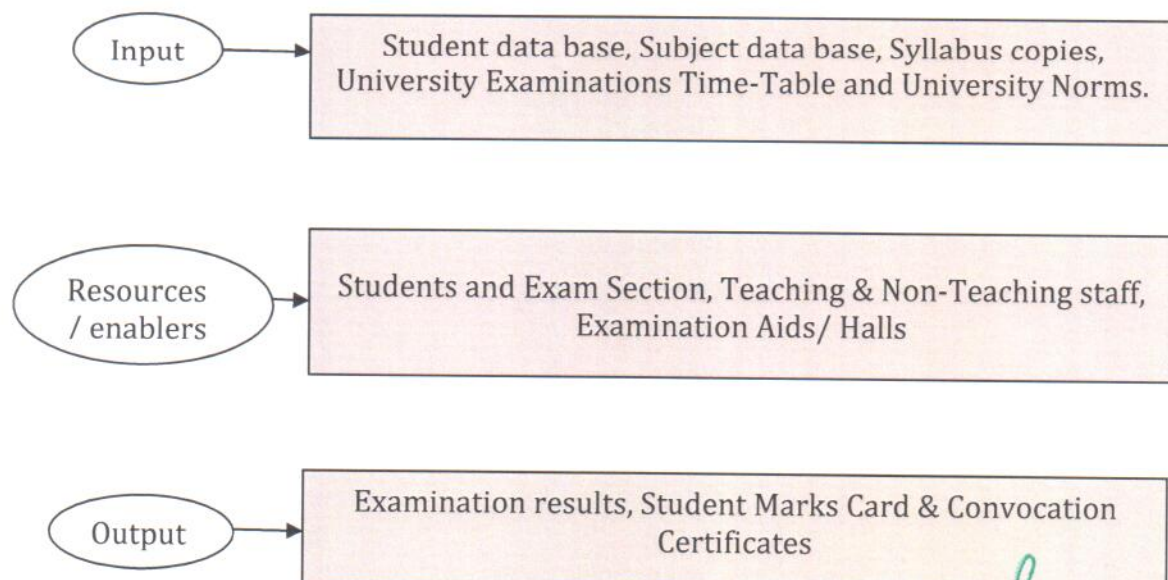 Input
Student data base, Subject data base, Syllabus copies,
University Examinations Time-Table and University Norms.
Resources
/ enablers
Students and Exam Section, Teaching & Non-Teaching staff,
Examination Aids/ Halls
Output
Examination results, Student Marks Card & Convocation
Certificates